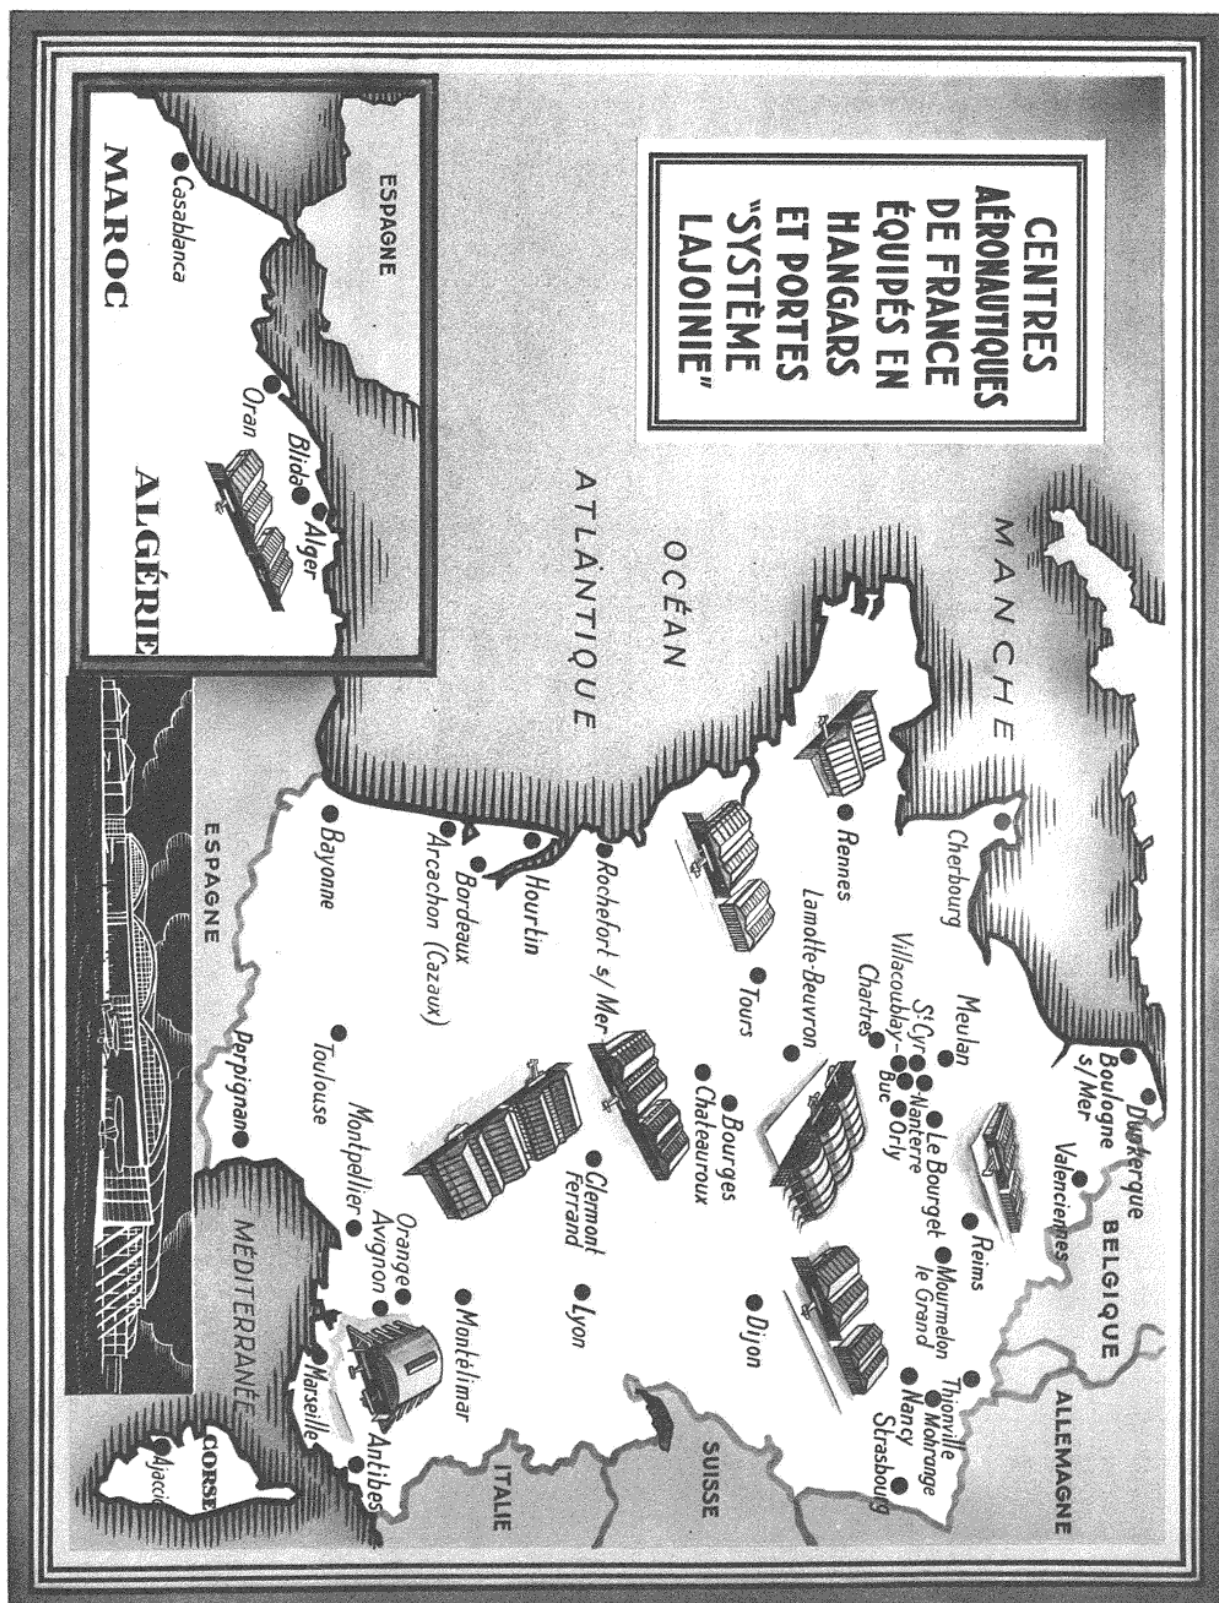 CENTRES
AÉRONAUTIQUES
DE FRANCE
ÉQUIPÉS EN
HANGARS
ET PORTES
"SYSTÈME
LAJOINIE"
MANCHE
OCÉAN
ATLANTIQUE
BELGIQUE
ALLEMAGNE
SUISSE
ITALIE
ESPAGNE
MÉDITERRANÉE
CORSE
Ajaccio
Dunkerque
Boulogne
s/ Mer
Valenciennes
Cherbourg
Meulan
St Cyr
Villacoublay
Chartres
Buc
Nanterre
Orly
Le Bourget
Reims
Mourmelon
le Grand
Thionville
Mohrange
Nancy
Strasbourg
Rennes
Lamotte-Beuvron
Tours
Bourges
Chateauroux
Dijon
Rochefort s/ Mer
Hourtin
Bordeaux
Arcachon (Cazaux)
Bayonne
Clermont
Ferrand
Lyon
Montélimar
Orange
Avignon
Montpellier
Toulouse
Perpignan
Marseille
Antibes
ESPAGNE
Casablanca
MAROC
Oran
Blida
Alger
ALGÉRIE